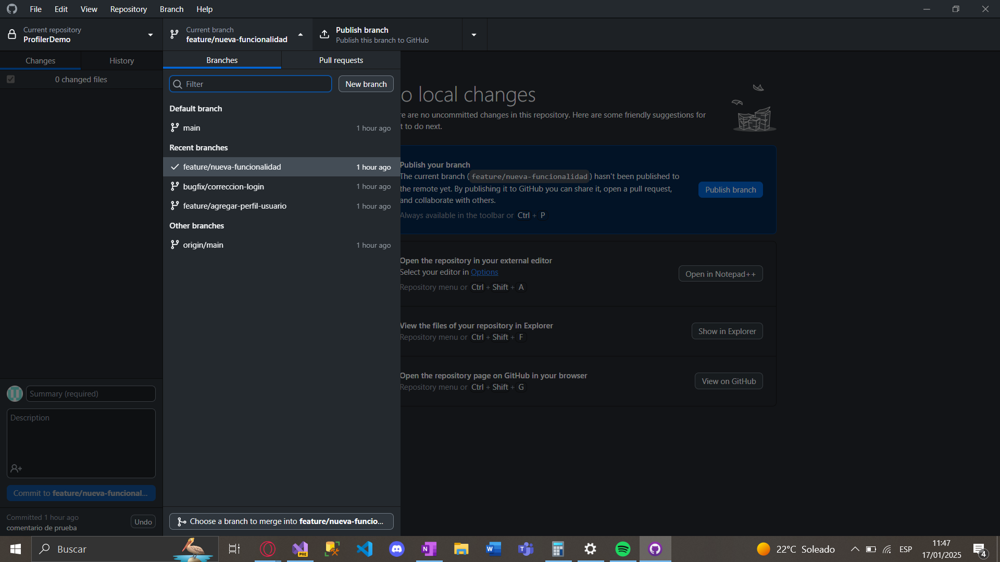 File Edit View Repository Branch Help
Current repository
ProfilerDemo
Current branch
feature/nueva-funcionalidad
Publish branch
Publish this branch to GitHub
Changes History
0 changed files
Branches Pull requests
Filter
New branch
Default branch
main 1 hour ago
Recent branches
feature/nueva-funcionalidad 1 hour ago
bugfix/correccion-login 1 hour ago
feature/agregar-perfil-usuario 1 hour ago
Other branches
origin/main 1 hour ago
Choose a branch to merge into feature/nueva-funcio...
o local changes
re are no uncommitted changes in this repository. Here are some friendly suggestions for
t to do next.
Publish your branch
The current branch ( feature/nueva-funcionalidad ) hasn't been published to
the remote yet. By publishing it to GitHub you can share it, open a pull request,
and collaborate with others.
Always available in the toolbar or Ctrl + P
Publish branch
Open the repository in your external editor
Select your editor in Options
Repository menu or Ctrl + Shift + A
Open in Notepad++
View the files of your repository in Explorer
Repository menu or Ctrl + Shift + F
Show in Explorer
Open the repository page on GitHub in your browser
Repository menu or Ctrl + Shift + G
View on GitHub
Summary (required)
Description
Commit to feature/nueva-funcional...
Committed 1 hour ago
comentario de prueba
Undo
Buscar
PRE
N
W
T
22°C Soleado
ESP
11:47
17/01/2025
4